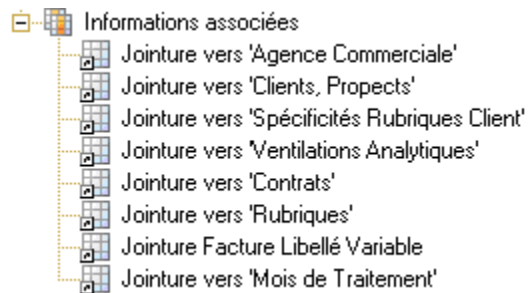 Informations associées
Jointure vers 'Agence Commerciale'
Jointure vers 'Clients, Propects'
Jointure vers 'Spécificités Rubriques Client'
Jointure vers 'Ventilations Analytiques'
Jointure vers 'Contrats'
Jointure vers 'Rubriques'
Jointure Facture Libellé Variable
Jointure vers 'Mois de Traitement'